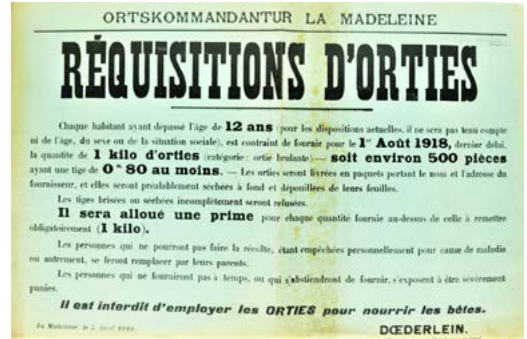 ORTSKOMMANDANTUR LA MADELEINE
RÉQUISITIONS D'ORTIES
Chaque habitant ayant dépassé l'âge de 12 ans (pour les dispositions actuelles, il ne sera pas tenu compte
ni de l'âge, du sexe ou de la situation sociale), est contraint de fournir pour le 1er Août 1918, dernier délai,
la quantité de 1 kilo d'orties (catégorie : ortie brulante) — soit environ 500 pièces
ayant une tige de 0m80 au moins. — Les orties seront livrées en paquets portant le nom et l'adresse du
fournisseur, et elles seront préalablement séchées à fond et dépouillées de leurs feuilles.
Les tiges brisées ou séchées incomplètement seront refusées.
Il sera alloué une prime pour chaque quantité fournie au-dessus de celle à remettre
obligatoirement (1 kilo).
Les personnes qui ne pourront pas faire la récolte, étant empêchées personnellement pour cause de maladie
ou autrement, se feront remplacer par leurs parents.
Les personnes qui ne fourniront pas à temps, ou qui s'abstiendront de fournir, s'exposent à être sévèrement
punies.
Il est interdit d'employer les ORTIES pour nourrir les bêtes.
La Madeleine, le Avril 1918.
DŒDERLEIN.